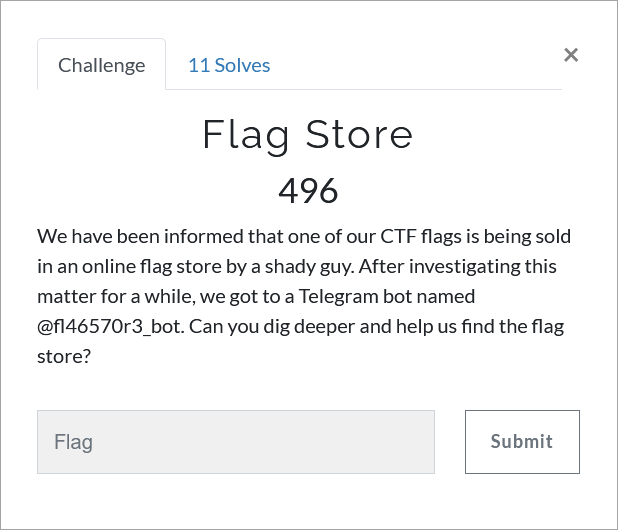 Challenge
11 Solves
×
Flag Store
496
We have been informed that one of our CTF flags is being sold
in an online flag store by a shady guy. After investigating this
matter for a while, we got to a Telegram bot named
@fl46570r3_bot. Can you dig deeper and help us find the flag
store?
Flag
Submit